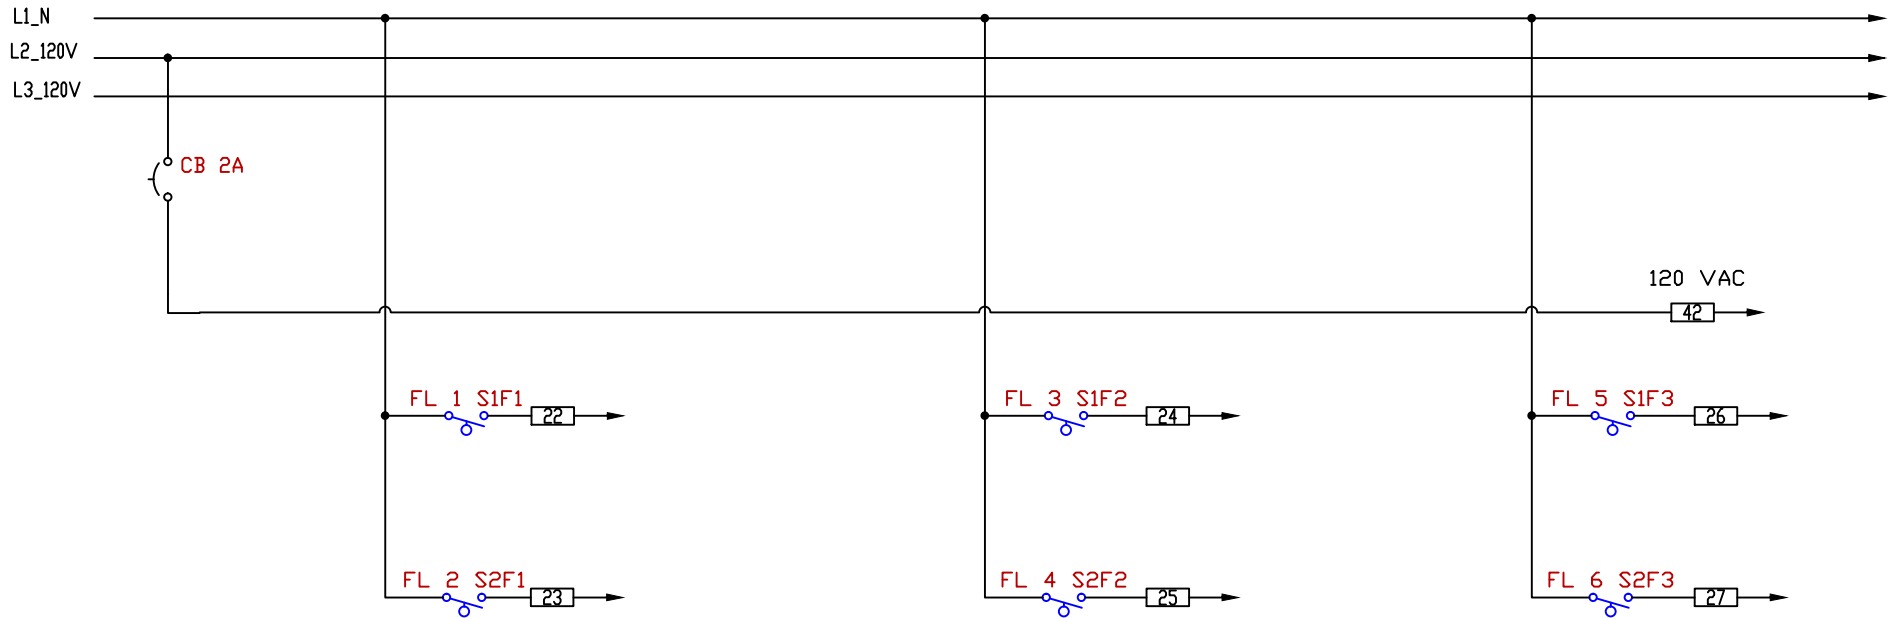 L1_N
L2_120V
L3_120V
CB 2A
120 VAC
42
FL 1 S1F1
22
FL 3 S1F2
24
FL 5 S1F3
26
FL 2 S2F1
23
FL 4 S2F2
25
FL 6 S2F3
27